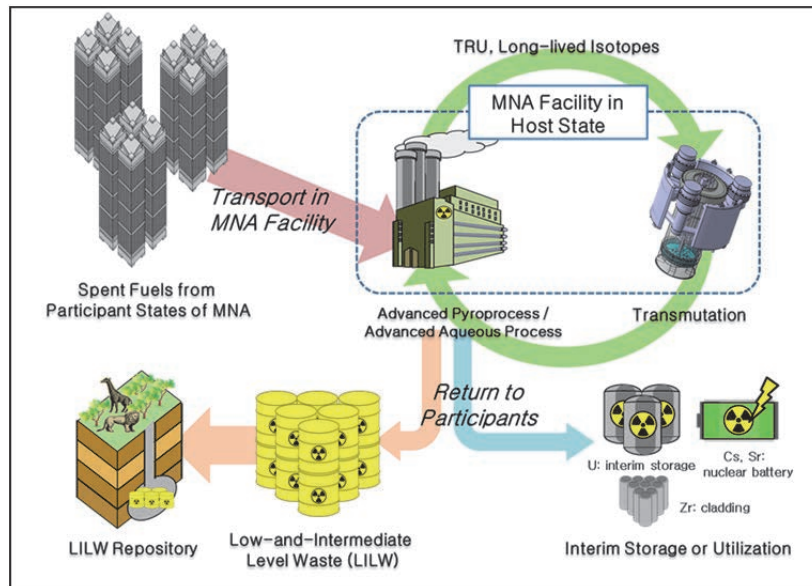 TRU, Long-lived Isotopes
MNA Facility in
Host State
Transport in
MNA Facility
Spent Fuels from
Participant States of MNA
Advanced Pyroprocess /
Advanced Aqueous Process
Transmutation
Return to
Participants
U: interim storage
Cs, Sr:
nuclear battery
Zr: cladding
LILW Repository
Low-and-Intermediate
Level Waste (LILW)
Interim Storage or Utilization